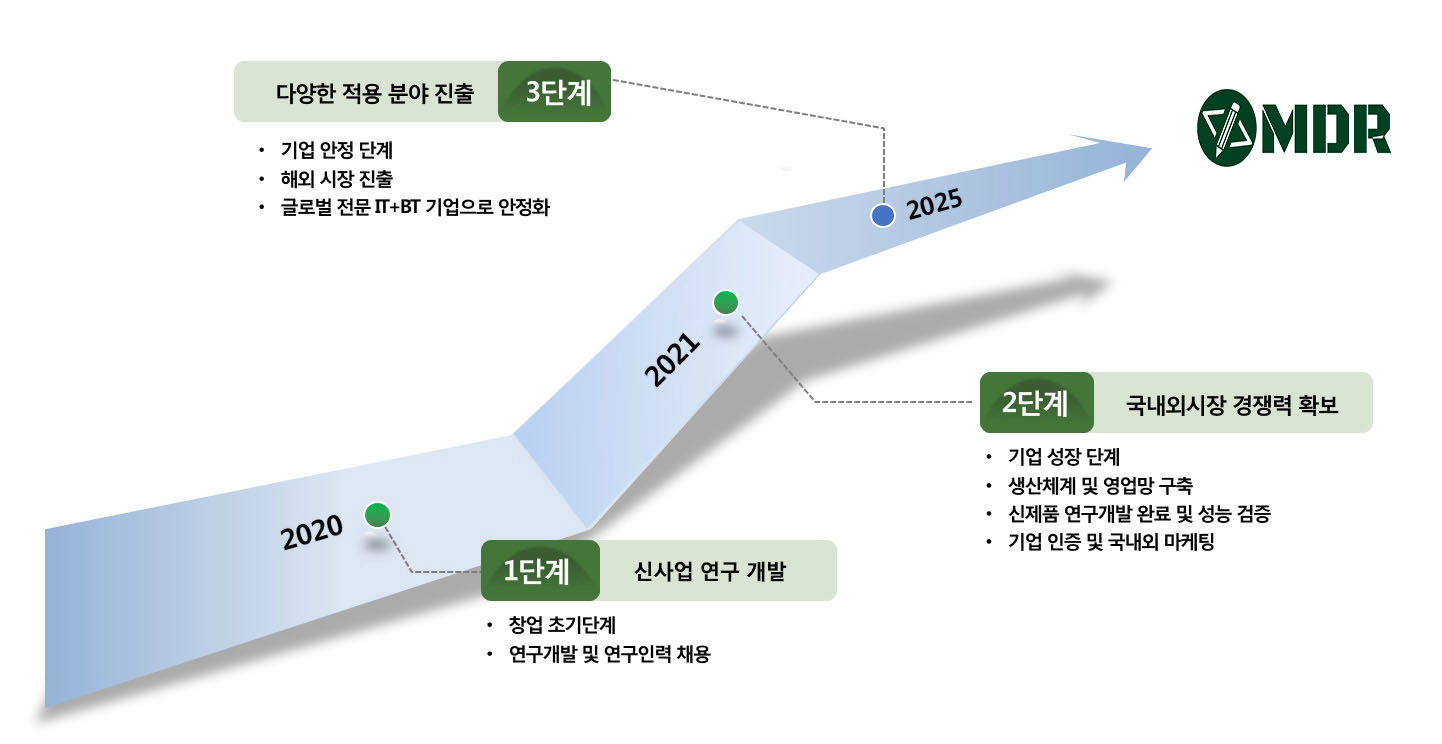 다양한 적용 분야 진출
3단계
• 기업 안정 단계
• 해외 시장 진출
• 글로벌 전문 IT+BT 기업으로 안정화
MDR
2025
2021
2단계
국내외시장 경쟁력 확보
• 기업 성장 단계
• 생산체계 및 영업망 구축
• 신제품 연구개발 완료 및 성능 검증
• 기업 인증 및 국내외 마케팅
2020
1단계
신사업 연구 개발
• 창업 초기단계
• 연구개발 및 연구인력 채용